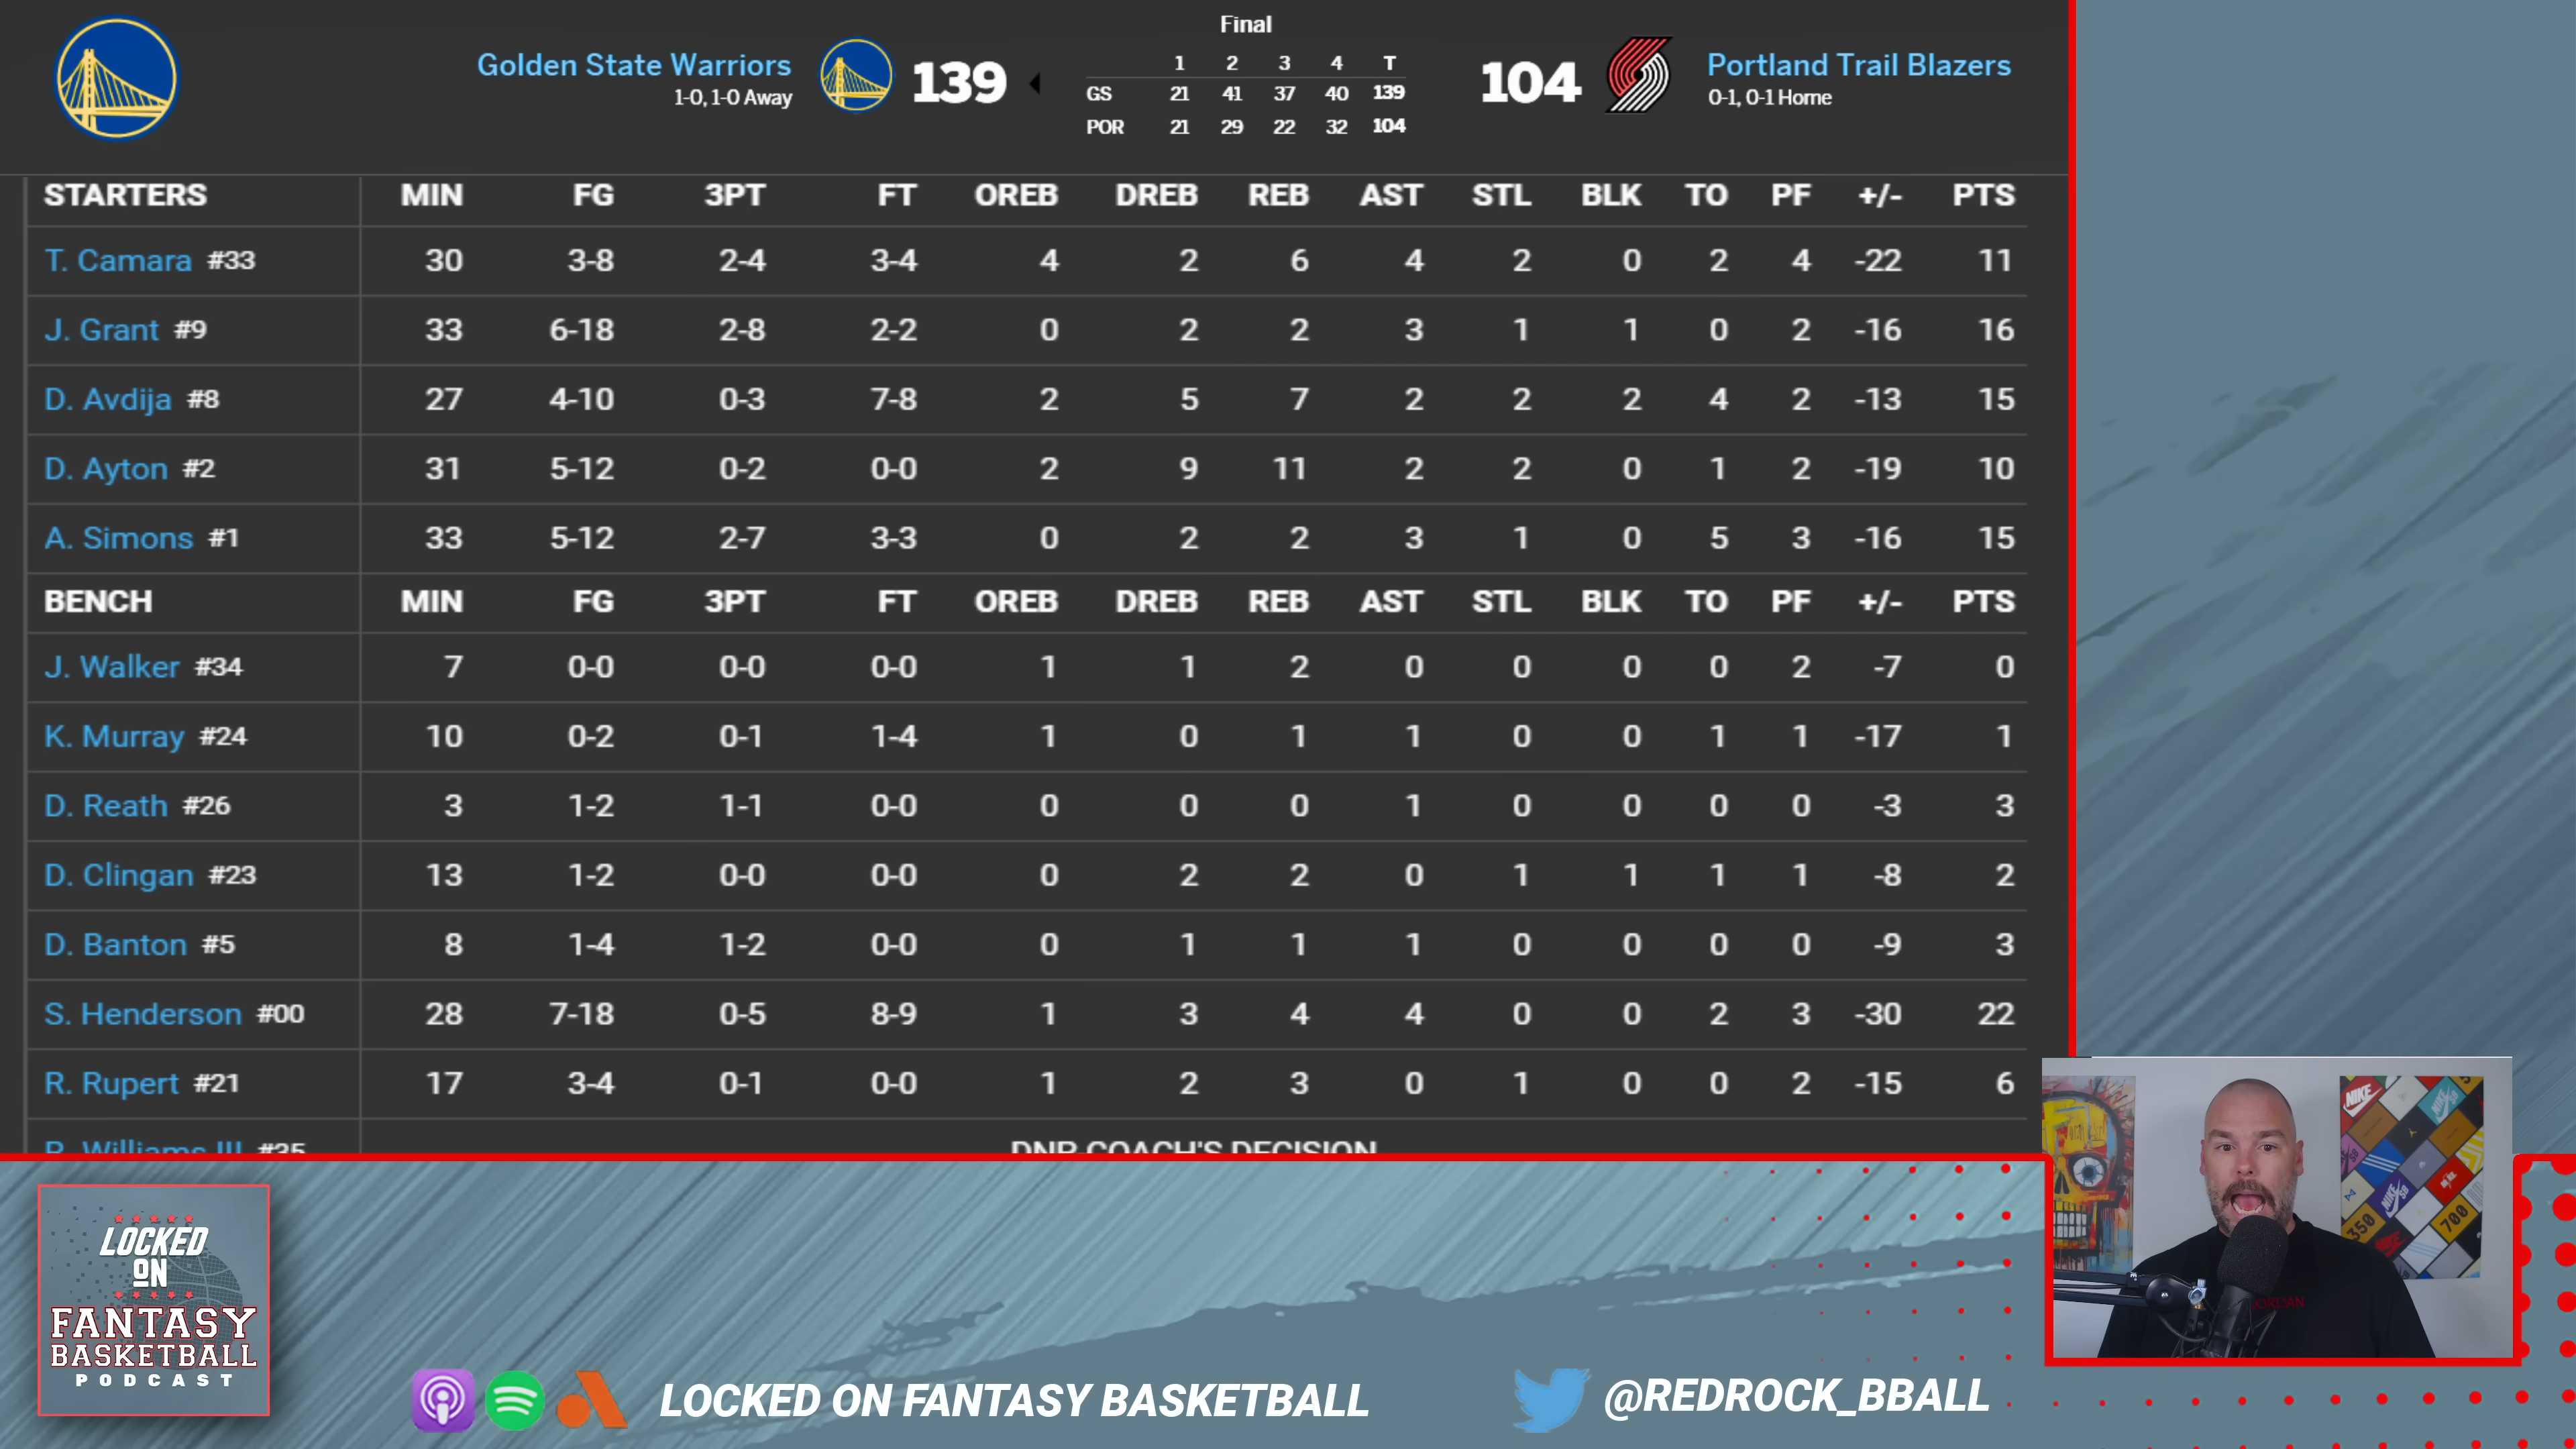 Final
Golden State Warriors
1-0, 1-0 Away
139
1 2 3 4 T
GS 21 41 37 40 139
POR 21 29 22 32 104
104
Portland Trail Blazers
0-1, 0-1 Home
STARTERS MIN FG 3PT FT OREB DREB REB AST STL BLK TO PF +/- PTS
T. Camara #33 30 3-8 2-4 3-4 4 2 6 4 2 0 2 4 -22 11
J. Grant #9 33 6-18 2-8 2-2 0 2 2 3 1 1 0 2 -16 16
D. Avdija #8 27 4-10 0-3 7-8 2 5 7 2 2 2 4 2 -13 15
D. Ayton #2 31 5-12 0-2 0-0 2 9 11 2 2 0 1 2 -19 10
A. Simons #1 33 5-12 2-7 3-3 0 2 2 3 1 0 5 3 -16 15
BENCH MIN FG 3PT FT OREB DREB REB AST STL BLK TO PF +/- PTS
J. Walker #34 7 0-0 0-0 0-0 1 1 2 0 0 0 0 2 -7 0
K. Murray #24 10 0-2 0-1 1-4 1 0 1 1 0 0 1 1 -17 1
D. Reath #26 3 1-2 1-1 0-0 0 0 0 1 0 0 0 0 -3 3
D. Clingan #23 13 1-2 0-0 0-0 0 2 2 0 1 1 1 1 -8 2
D. Banton #5 8 1-4 1-2 0-0 0 1 1 1 0 0 0 0 -9 3
S. Henderson #00 28 7-18 0-5 8-9 1 3 4 4 0 0 2 3 -30 22
R. Rupert #21 17 3-4 0-1 0-0 1 2 3 0 1 0 0 2 -15 6
R. Williams III #35 DNP COACH'S DECISION
LOCKED
ON
FANTASY
BASKETBALL
PODCAST
LOCKED ON FANTASY BASKETBALL
@REDROCK_BBALL
NIKE
NIKE
350
700